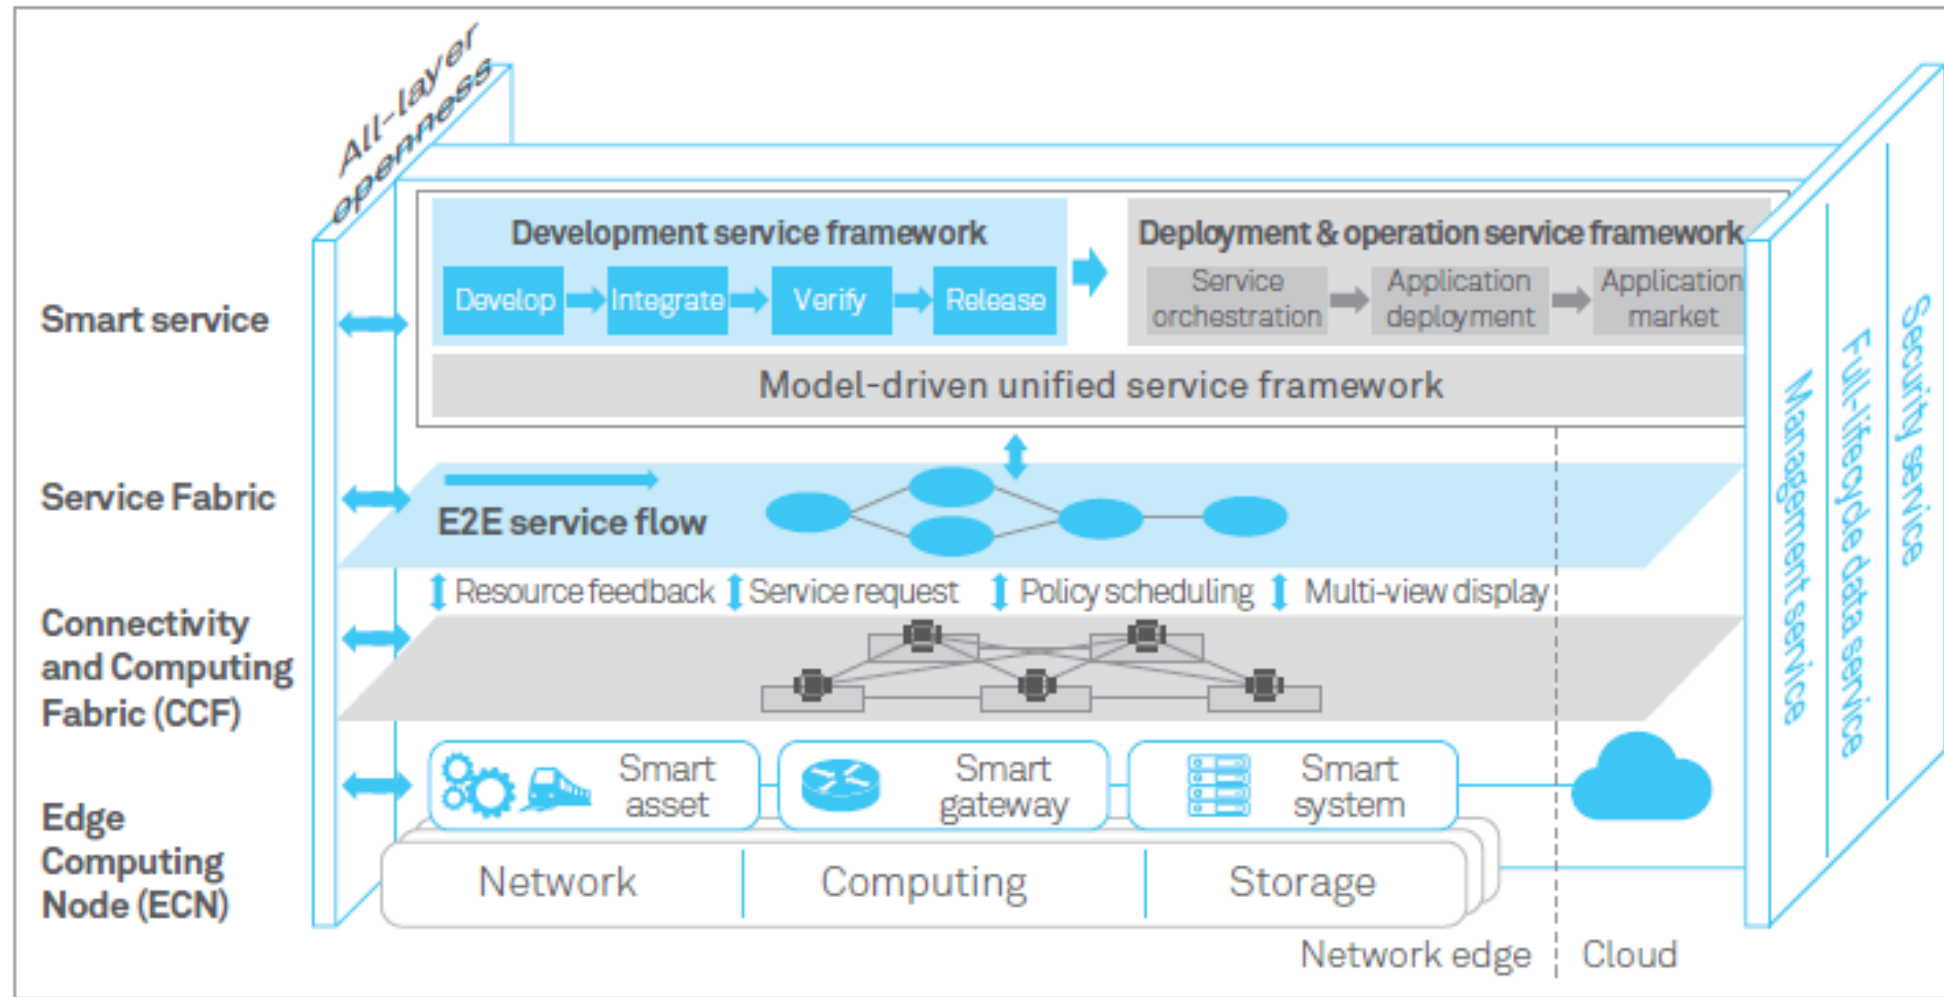 All-layer
openness
Development service framework
Develop
Integrate
Verify
Release
Deployment & operation service framework
Service
orchestration
Application
deployment
Application
market
Model-driven unified service framework
Smart service
Service Fabric
E2E service flow
Resource feedback
Service request
Policy scheduling
Multi-view display
Connectivity
and Computing
Fabric (CCF)
Smart
asset
Smart
gateway
Smart
system
Edge
Computing
Node (ECN)
Network
Computing
Storage
Network edge
Cloud
Management service
Full-lifecycle data service
Security service